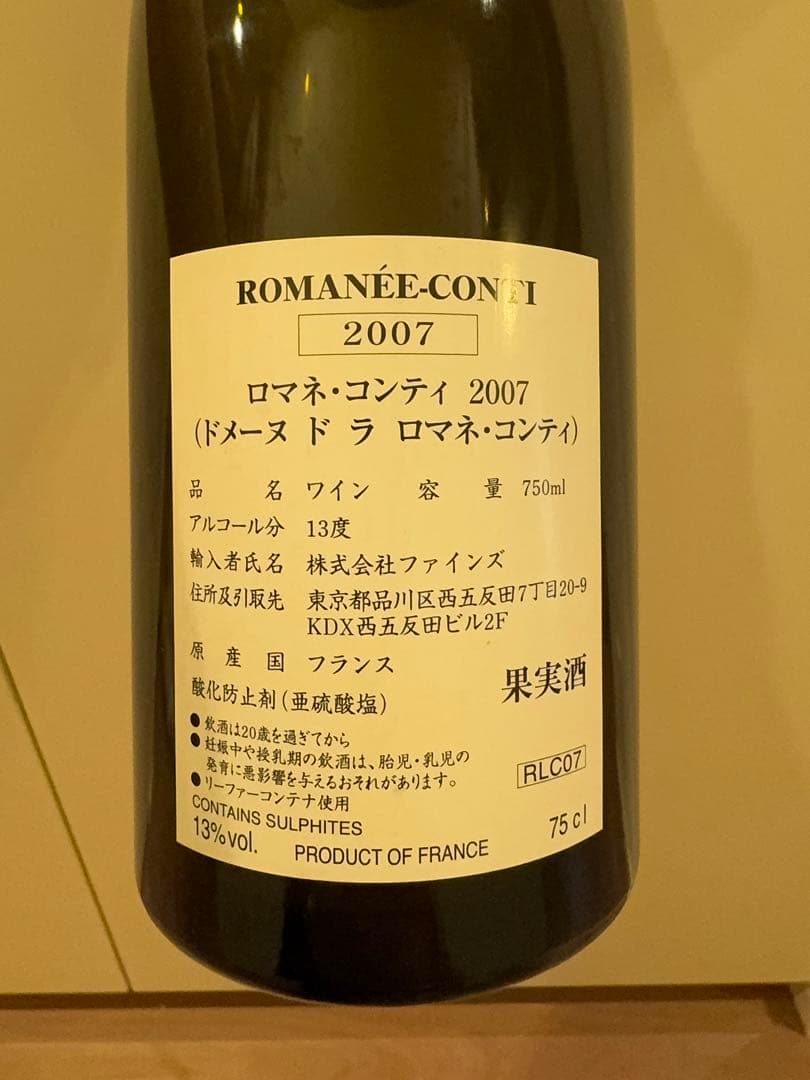 ROMANÉE-CONTI
2007
ロマネ・コンティ 2007
(ドメーヌ ド ラ ロマネ・コンティ)
品名 ワイン 容量 750ml
アルコール分 13度
輸入者氏名 株式会社ファインズ
住所及引取先 東京都品川区西五反田7丁目20-9
KDX西五反田ビル2F
原産国 フランス
酸化防止剤(亜硫酸塩)
果実酒
●飲酒は20歳を過ぎてから
●妊娠中や授乳期の飲酒は、胎児・乳児の
発育に悪影響を与えるおそれがあります。
●リーファーコンテナ使用
RLC07
CONTAINS SULPHITES
13%vol. PRODUCT OF FRANCE 75cl